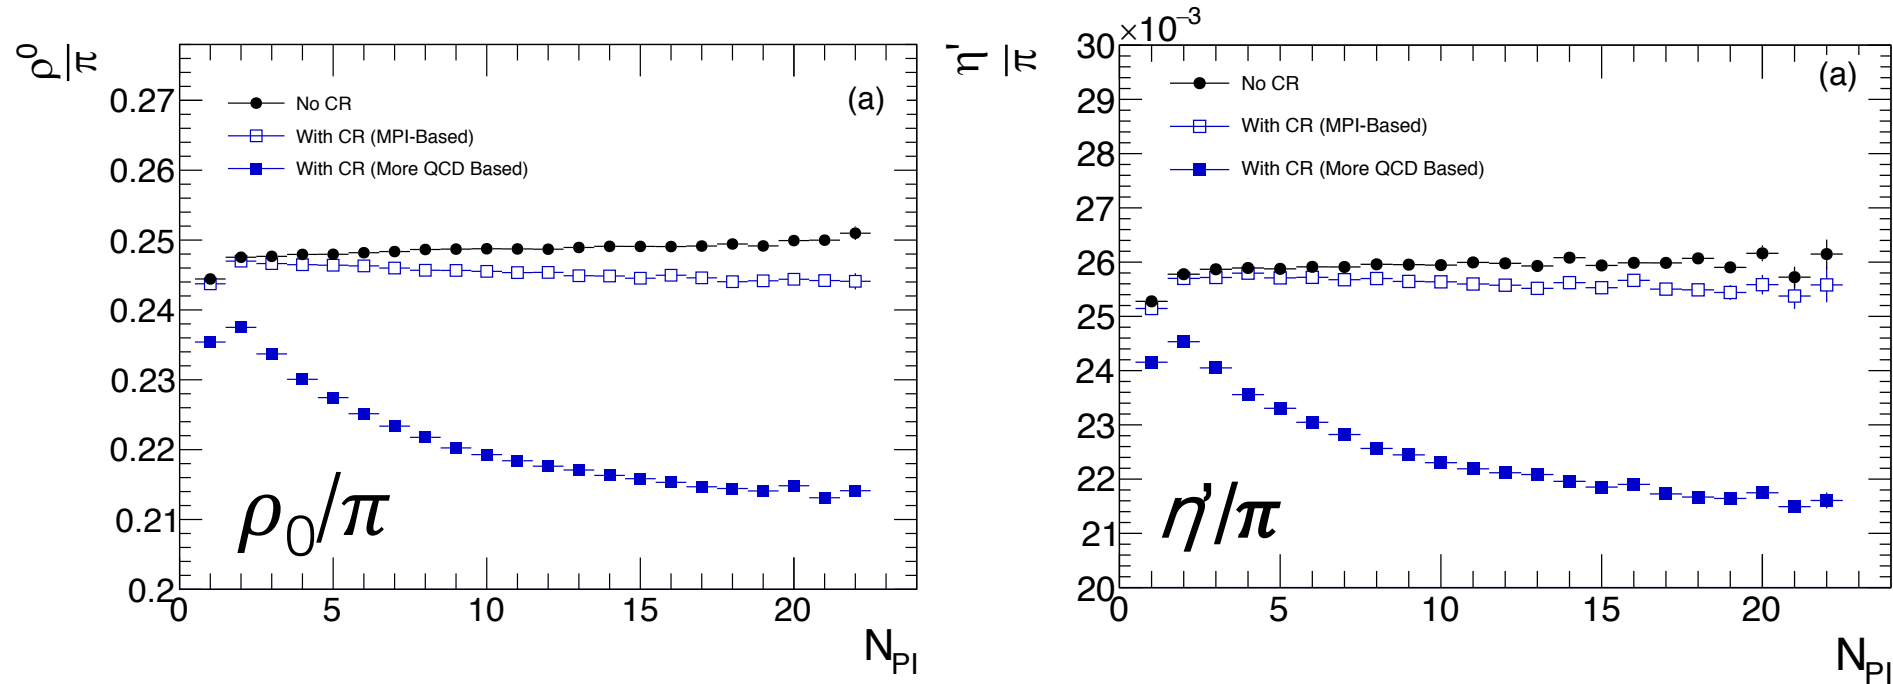 ρ⁰
π
(a)
No CR
With CR (MPI-Based)
With CR (More QCD Based)
0.27
0.26
0.25
0.24
0.23
0.22
0.21
0.2
ρ₀/π
0 5 10 15 20
N_PI
×10⁻³
η'
π
(a)
No CR
With CR (MPI-Based)
With CR (More QCD Based)
30
29
28
27
26
25
24
23
22
21
20
η'/π
0 5 10 15 20
N_PI